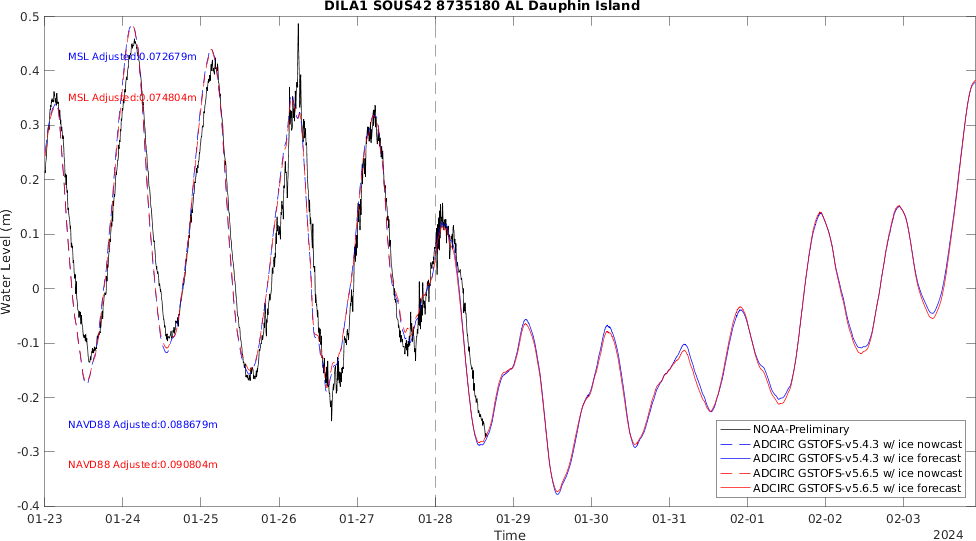 DILA1 SOUS42 8735180 AL Dauphin Island
0.5
0.4
0.3
0.2
0.1
0
-0.1
-0.2
-0.3
-0.4
Water Level (m)
MSL Adjusted:0.072679m
MSL Adjusted:0.074804m
NAVD88 Adjusted:0.088679m
NAVD88 Adjusted:0.090804m
NOAA-Preliminary
ADCIRC GSTOFS-v5.4.3 w/ ice nowcast
ADCIRC GSTOFS-v5.4.3 w/ ice forecast
ADCIRC GSTOFS-v5.6.5 w/ ice nowcast
ADCIRC GSTOFS-v5.6.5 w/ ice forecast
01-23 01-24 01-25 01-26 01-27 01-28 01-29 01-30 01-31 02-01 02-02 02-03
Time
2024